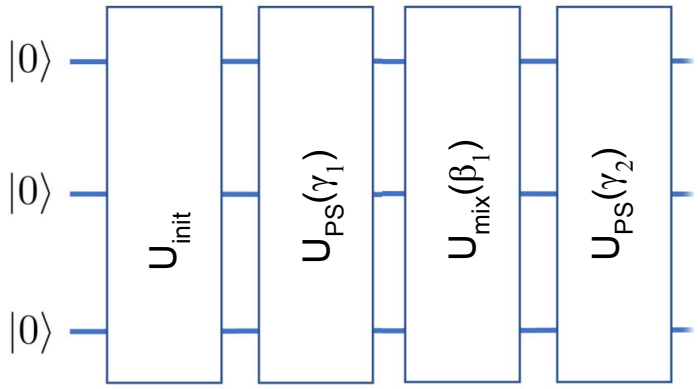 |0⟩
|0⟩
|0⟩
U_init
U_PS(γ_1)
U_mix(β_1)
U_PS(γ_2)